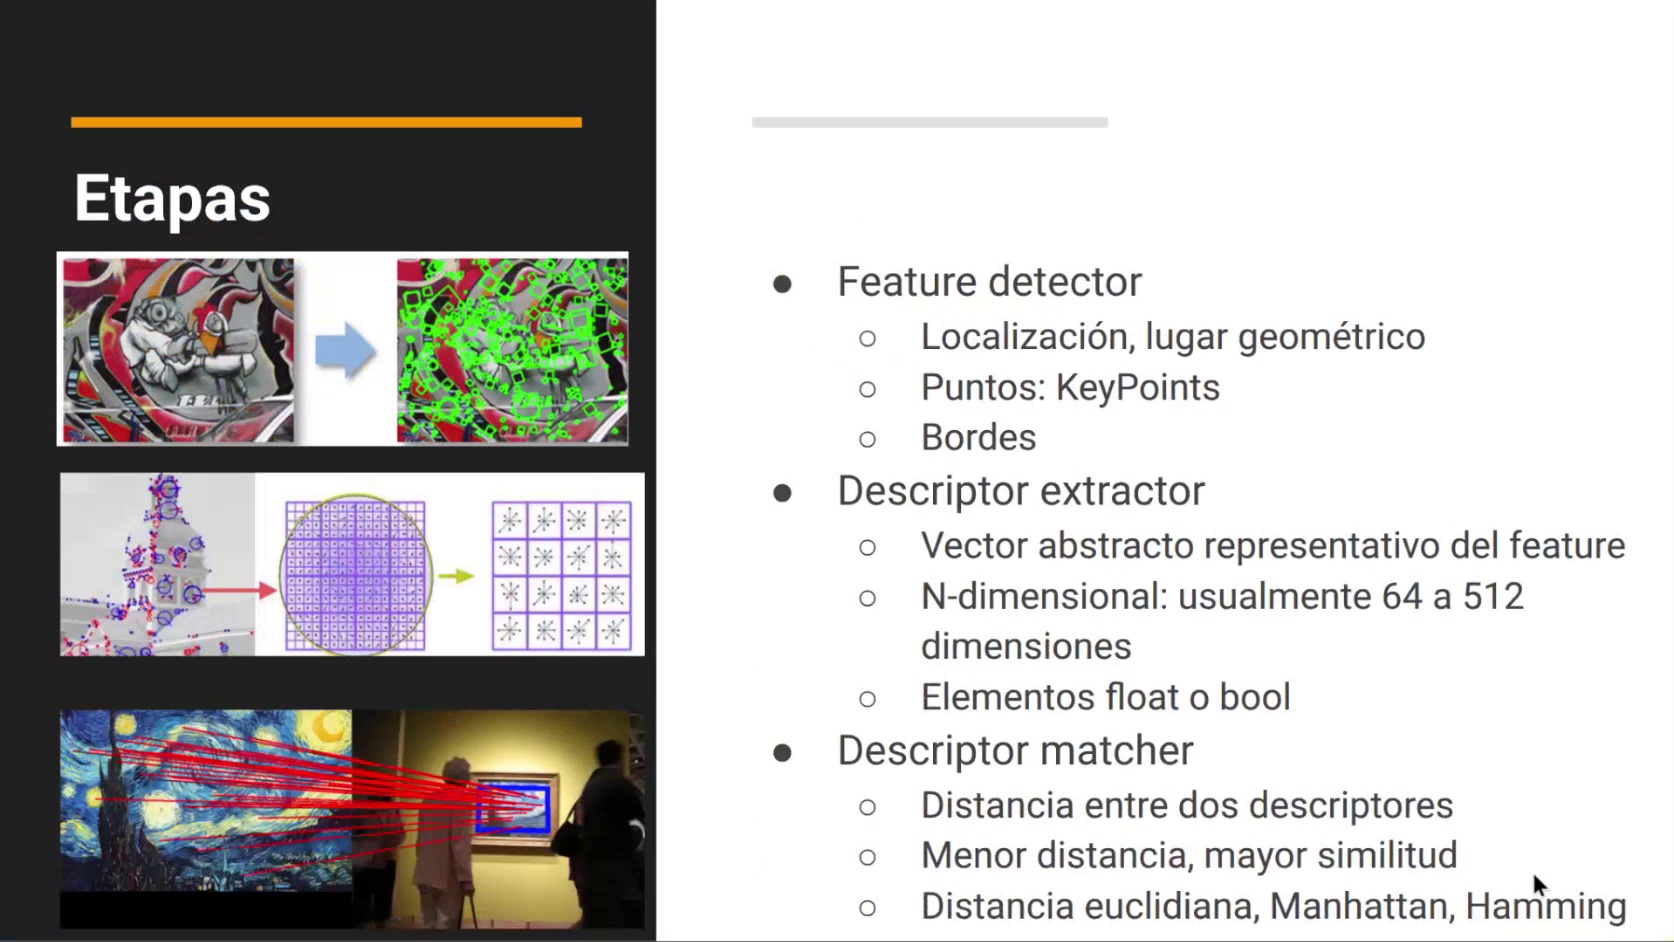 Etapas
● Feature detector
○ Localización, lugar geométrico
○ Puntos: KeyPoints
○ Bordes
● Descriptor extractor
○ Vector abstracto representativo del feature
○ N-dimensional: usualmente 64 a 512
dimensiones
○ Elementos float o bool
● Descriptor matcher
○ Distancia entre dos descriptores
○ Menor distancia, mayor similitud
○ Distancia euclidiana, Manhattan, Hamming